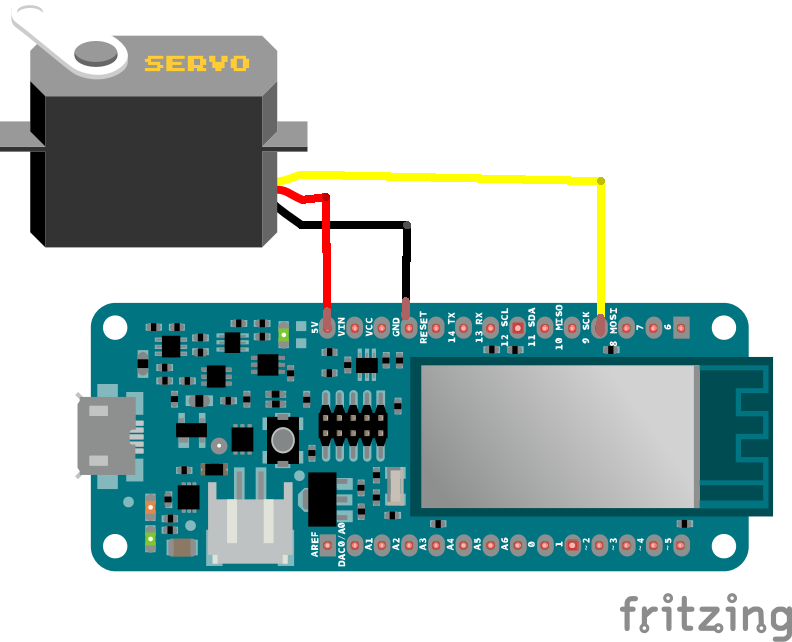 SERVO
5V
VIN
VCC
GND
RESET
14 TX
13 RX
12 SCL
11 SDA
10 MISO
9 SCK
8 MOSI
7
6
AREF
DAC0/A0
A1
A2
A3
A4
A5
A6
0
1
~2
~3
~4
~5
fritzing